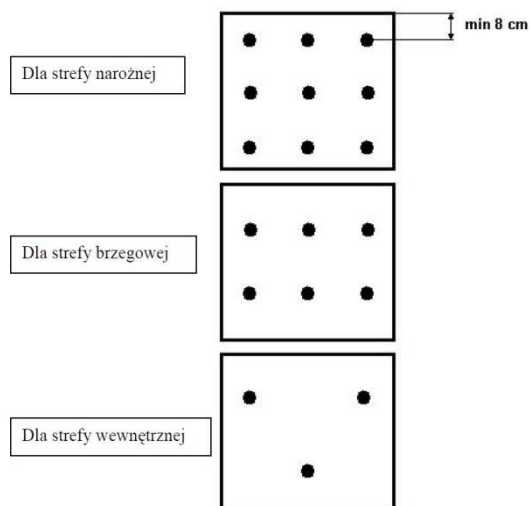 min 8 cm
Dla strefy narożnej
Dla strefy brzegowej
Dla strefy wewnętrznej